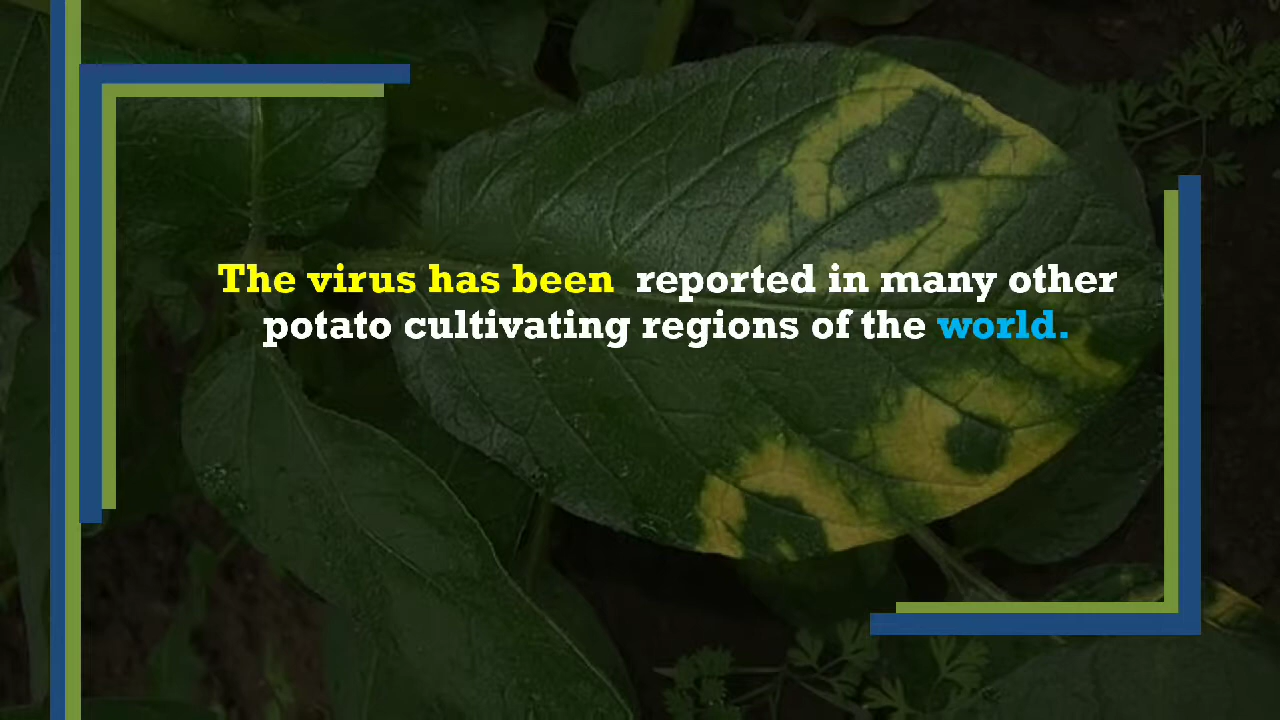 The virus has been reported in many other
potato cultivating regions of the world.